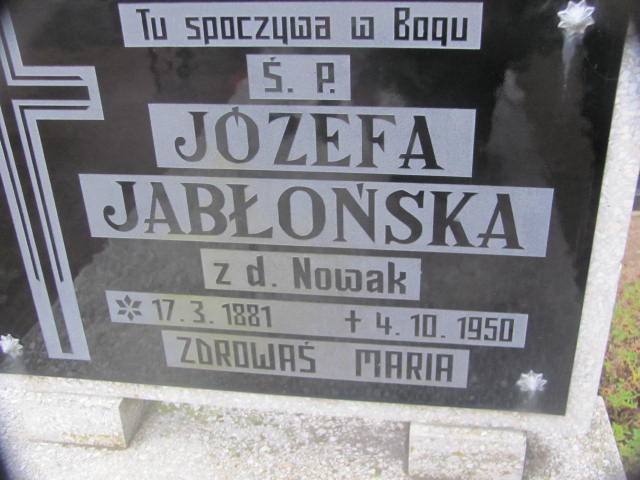 Tu spoczywa w Bogu
Ś. P.
JÓZEFA
JABŁOŃSKA
z d. Nowak
17.3.1881 + 4.10.1950
ZDROWAŚ MARIA